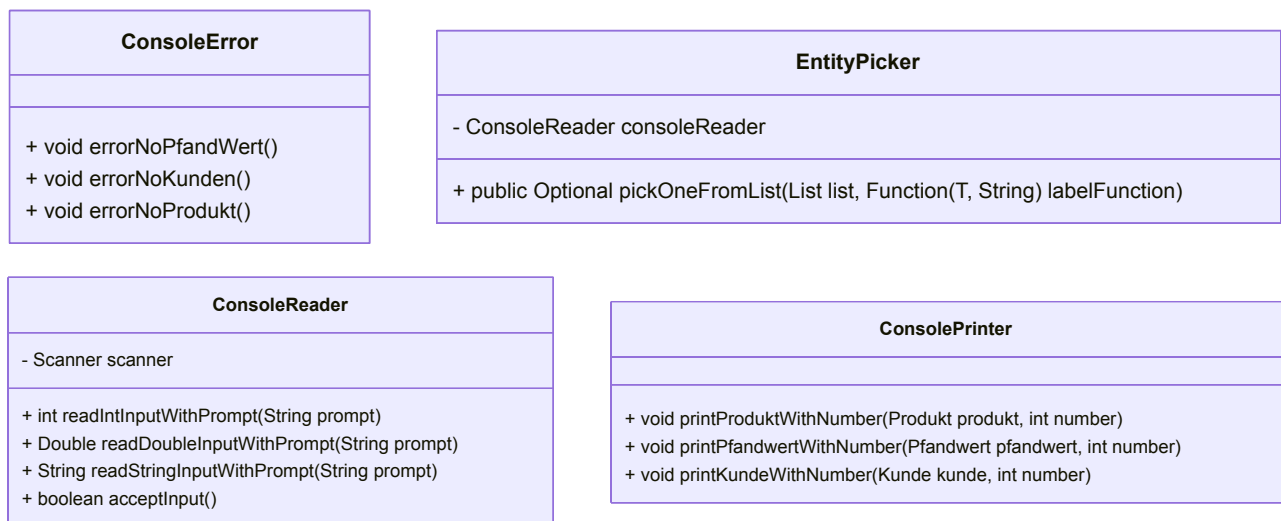 ConsoleError
+ void errorNoPfandWert()
+ void errorNoKunden()
+ void errorNoProdukt()
EntityPicker
- ConsoleReader consoleReader
+ public Optional pickOneFromList(List list, Function(T, String) labelFunction)
ConsoleReader
- Scanner scanner
+ int readIntInputWithPrompt(String prompt)
+ Double readDoubleInputWithPrompt(String prompt)
+ String readStringInputWithPrompt(String prompt)
+ boolean acceptInput()
ConsolePrinter
+ void printProduktWithNumber(Produkt produkt, int number)
+ void printPfandwertWithNumber(Pfandwert pfandwert, int number)
+ void printKundeWithNumber(Kunde kunde, int number)